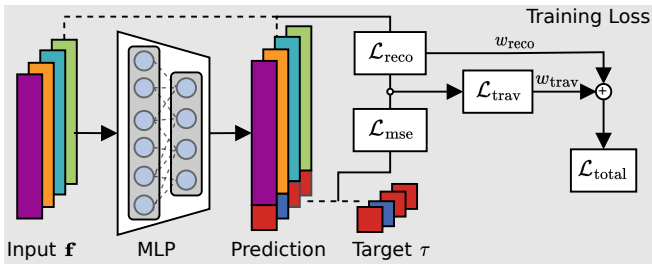 Training Loss
ℒreco
wreco
ℒtrav
wtrav
+
ℒmse
ℒtotal
Input f
MLP
Prediction
Target τ